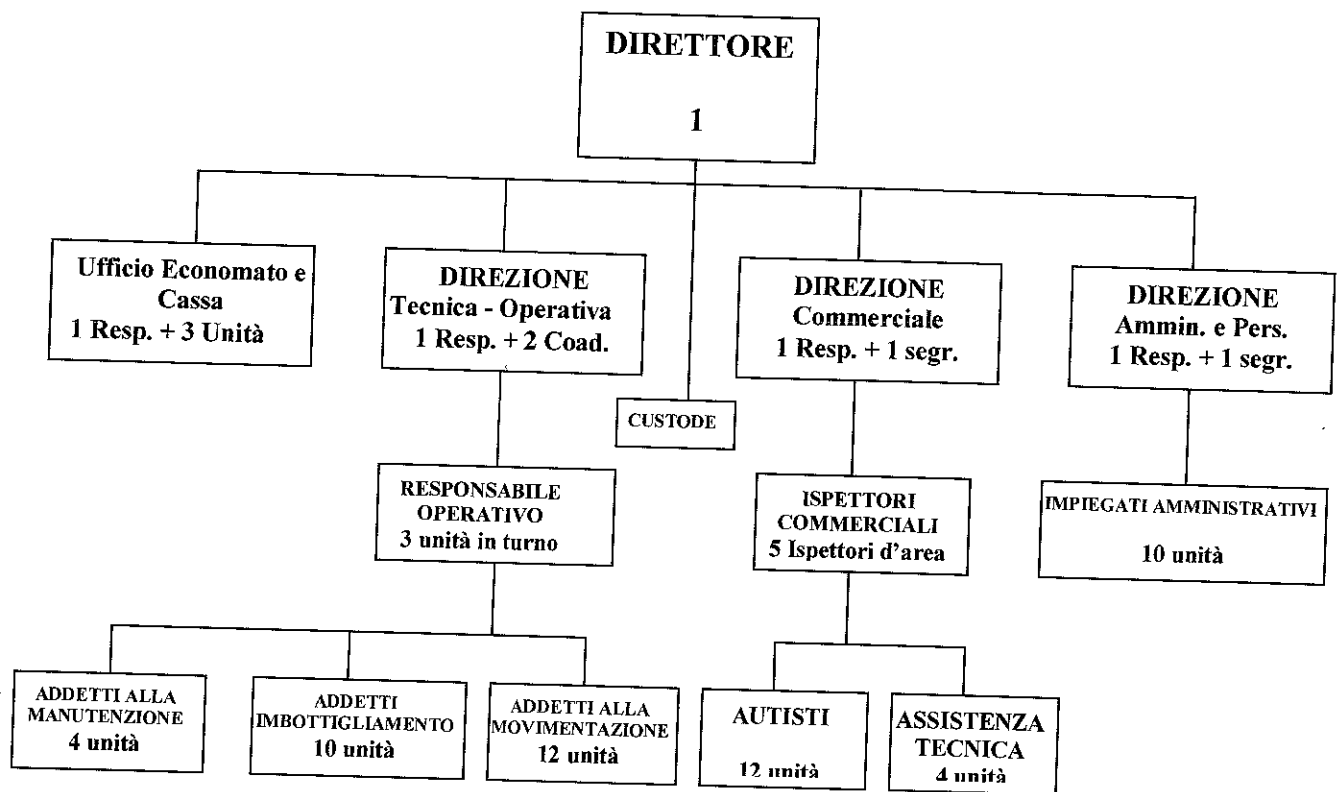 DIRETTORE
1
Ufficio Economato e
Cassa
1 Resp. + 3 Unità
DIREZIONE
Tecnica - Operativa
1 Resp. + 2 Coad.
DIREZIONE
Commerciale
1 Resp. + 1 segr.
DIREZIONE
Ammin. e Pers.
1 Resp. + 1 segr.
CUSTODE
RESPONSABILE
OPERATIVO
3 unità in turno
ISPETTORI
COMMERCIALI
5 Ispettori d'area
IMPIEGATI AMMINISTRATIVI
10 unità
ADDETTI ALLA
MANUTENZIONE
4 unità
ADDETTI
IMBOTTIGLIAMENTO
10 unità
ADDETTI ALLA
MOVIMENTAZIONE
12 unità
AUTISTI
12 unità
ASSISTENZA
TECNICA
4 unità